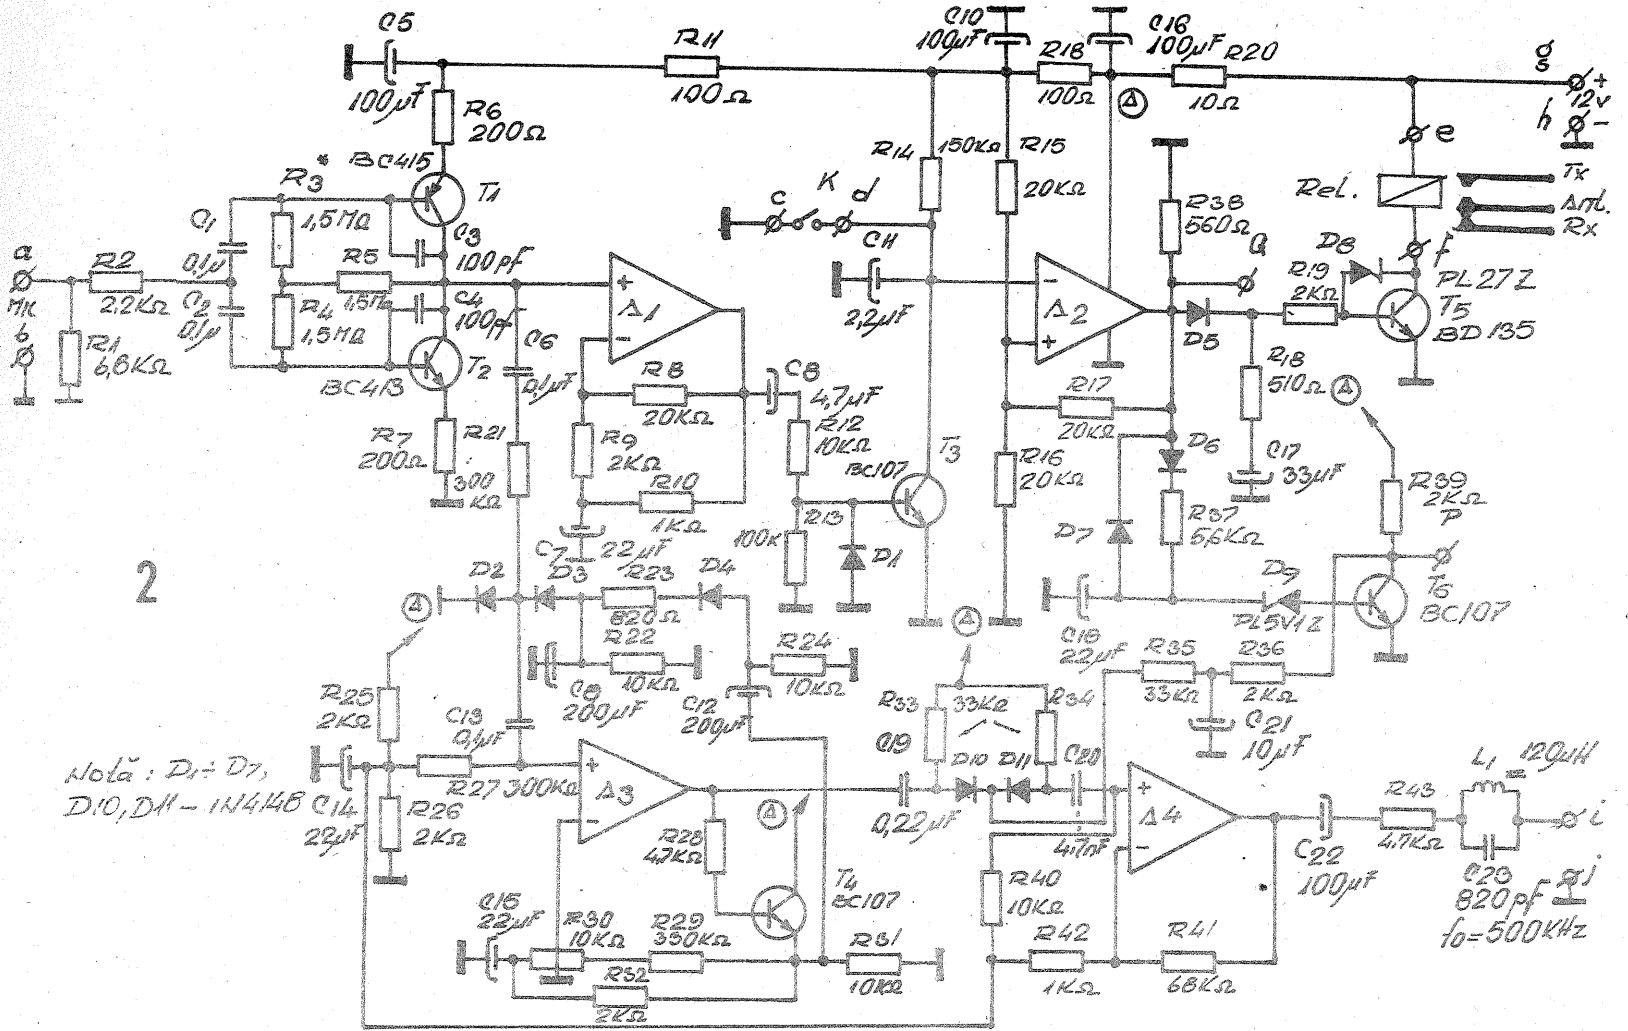 C5
100µF
R11
100Ω
C10
100µF
R18
100Ω
C16
100µF
R20
10Ω
g
s
+
12v
h
-
R6
200Ω
*
R3
BC415
T1
1,5MΩ
C1
0,1µ
a
MK
b
R2
2,2KΩ
R1
6,8KΩ
C2
0,1µ
R5
1,5MΩ
R4
1,5MΩ
C3
100pf
C4
100pf
T2
BC413
C6
0,1µF
R7
200Ω
R21
300
KΩ
+
Δ1
-
R8
20KΩ
R9
2KΩ
R10
1KΩ
C7
22µF
C8
4,7µF
R12
10KΩ
BC107
T3
R13
100K
D1
R14
150KΩ
c
K
d
C11
2,2µF
R15
20KΩ
-
Δ2
+
R17
20KΩ
R16
20KΩ
Δ
R38
560Ω
Q
D5
R19
2KΩ
D8
e
Rel.
Tx
Ant.
Rx
f
PL27Z
T5
BD135
R18
510Ω
C17
33µF
Δ
R39
2KΩ
P
D6
D7
R37
5,6KΩ
D9
PL5V1Z
T6
BC107
C18
22µF
R35
33KΩ
R36
2KΩ
C21
10µF
2
D2
D3
R23
820Ω
D4
R22
10KΩ
C9
200µF
R24
10KΩ
C12
200µF
Δ
R25
2KΩ
C13
0,1µF
R27
300KΩ
C14
22µF
R26
2KΩ
Notă: D1÷D7,
D10, D11 - 1N4148
+
Δ3
-
R28
4,7KΩ
Δ
T4
BC107
C15
22µF
R30
10KΩ
R29
330KΩ
R32
2KΩ
R31
10KΩ
Δ
R33
33KΩ
R34
C19
0,22µF
D10
D11
C20
4,7nF
+
Δ4
-
R40
10KΩ
R42
1KΩ
R41
68KΩ
C22
100µF
R43
4,7KΩ
L1
120µH
C23
820pF
f0=500KHz
i
j